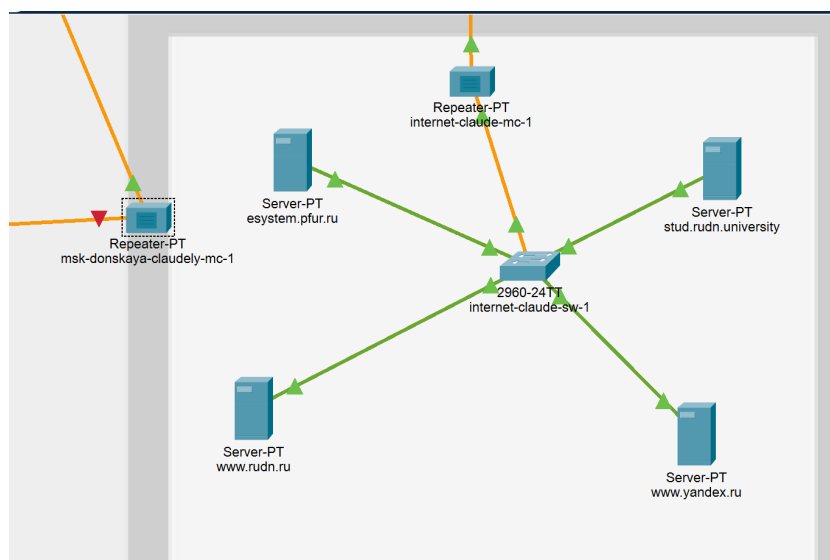 Repeater-PT
internet-claude-mc-1
Server-PT
esystem.pfur.ru
Server-PT
stud.rudn.university
Repeater-PT
msk-donskaya-claudely-mc-1
2960-24TT
internet-claude-sw-1
Server-PT
www.rudn.ru
Server-PT
www.yandex.ru